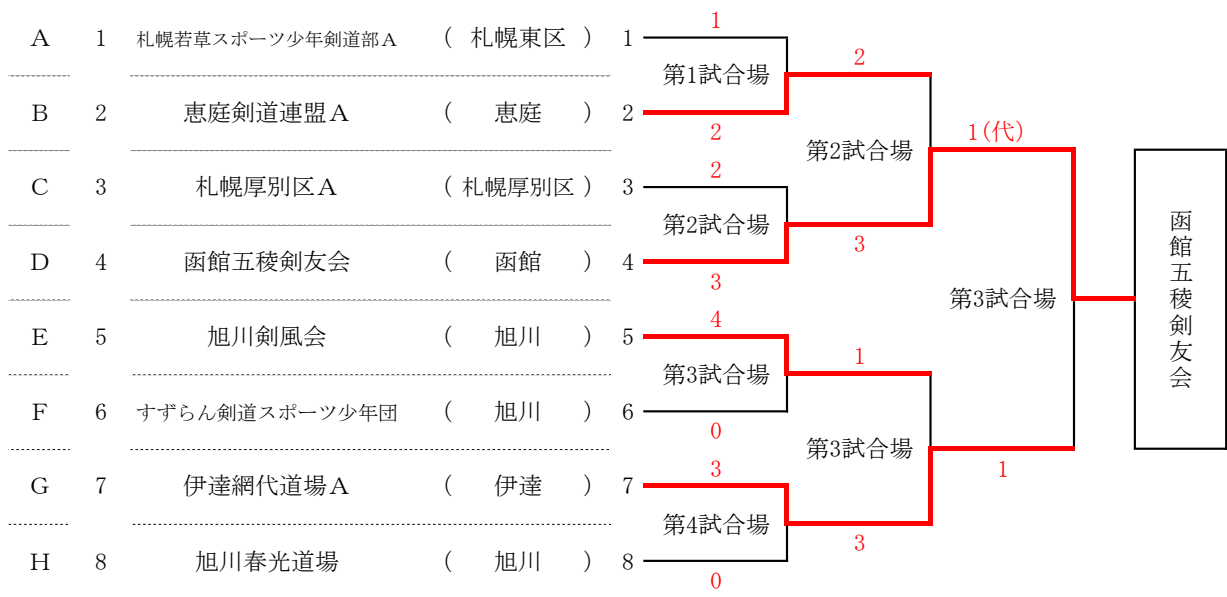 1
A 1 札幌若草スポーツ少年剣道部A ( 札幌東区 ) 1
第1試合場 2
B 2 恵庭剣道連盟A ( 恵庭 ) 2
2
第2試合場 1(代)
2
C 3 札幌厚別区A ( 札幌厚別区 ) 3
第2試合場 3
D 4 函館五稜剣友会 ( 函館 ) 4
3
第3試合場
函館五稜剣友会
4
E 5 旭川剣風会 ( 旭川 ) 5
第3試合場 1
F 6 すずらん剣道スポーツ少年団 ( 旭川 ) 6
0
第3試合場 1
3
G 7 伊達網代道場A ( 伊達 ) 7
第4試合場 3
H 8 旭川春光道場 ( 旭川 ) 8
0